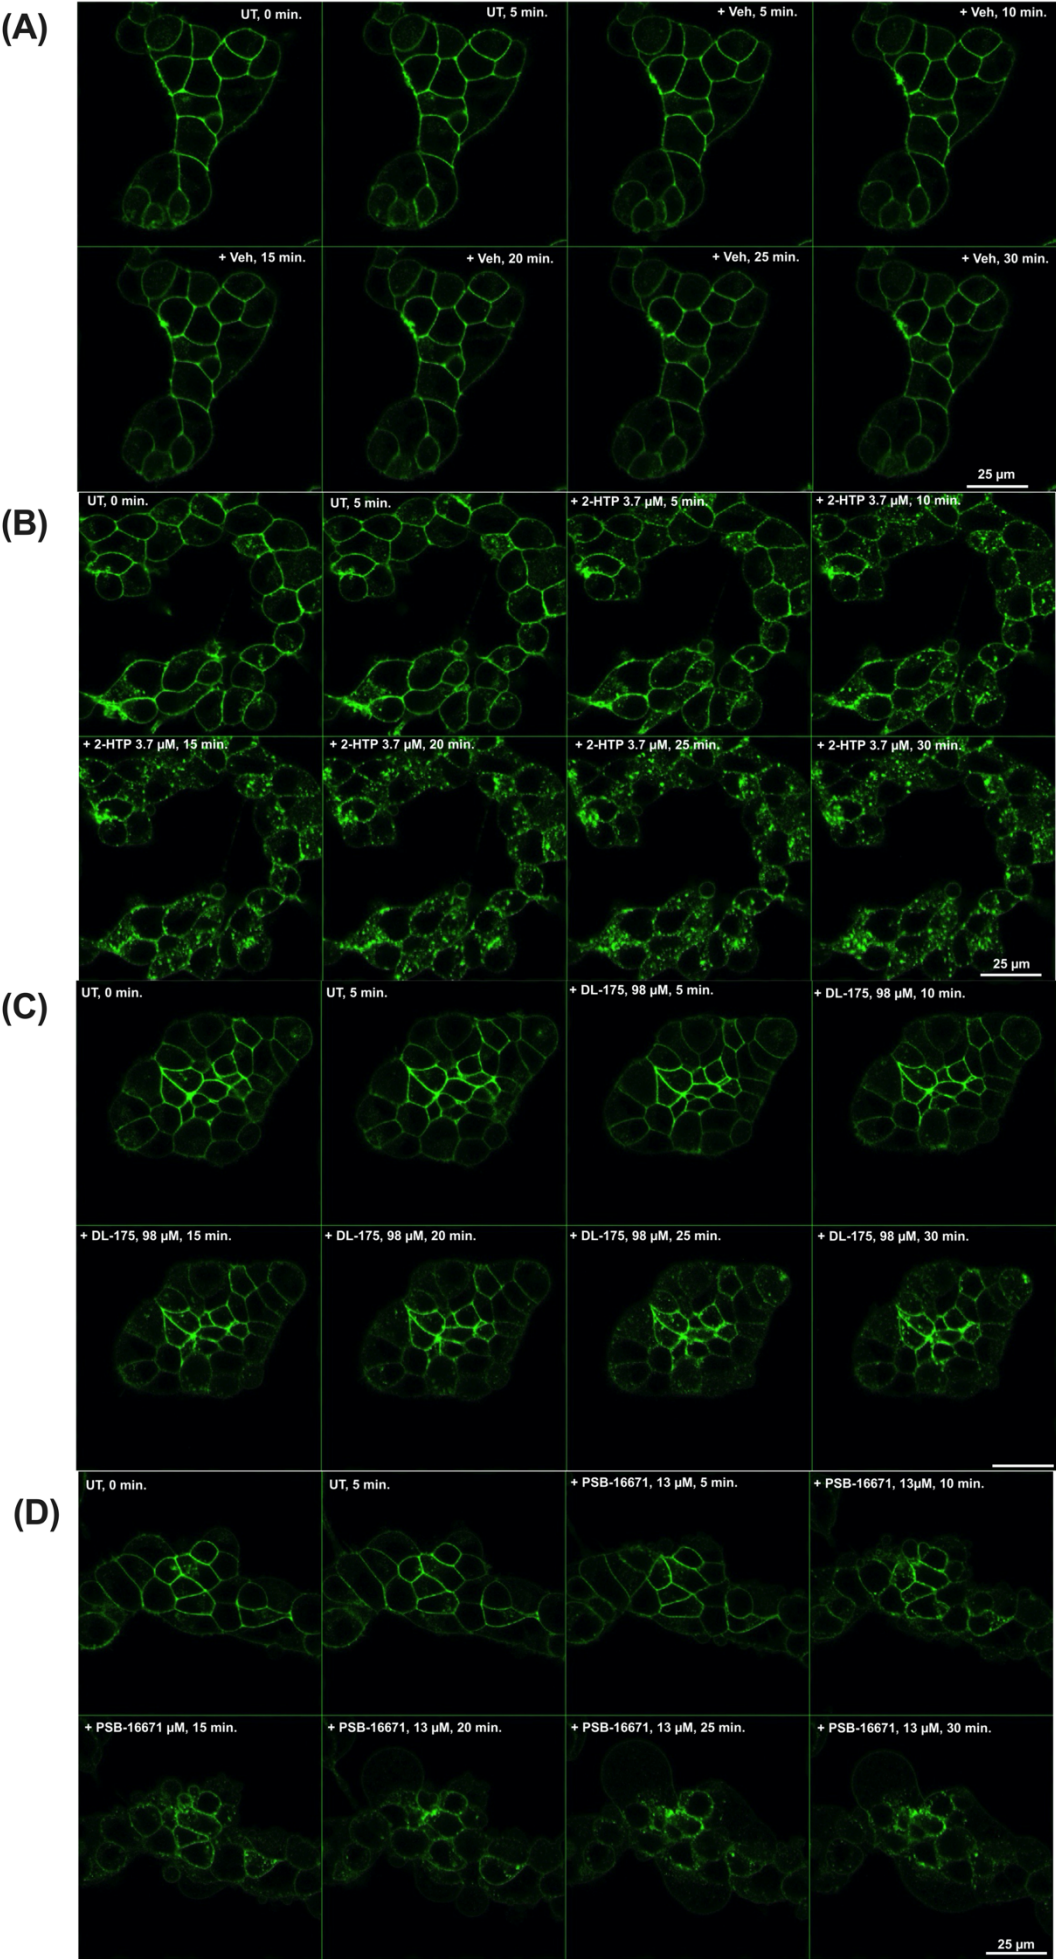 (A)
UT, 0 min.
UT, 5 min.
+ Veh, 5 min.
+ Veh, 10 min.
+ Veh, 15 min.
+ Veh, 20 min.
+ Veh, 25 min.
+ Veh, 30 min.
25 µm
(B)
UT, 0 min.
UT, 5 min.
+ 2-HTP 3.7 µM, 5 min.
+ 2-HTP 3.7 µM, 10 min.
+ 2-HTP 3.7 µM, 15 min.
+ 2-HTP 3.7 µM, 20 min.
+ 2-HTP 3.7 µM, 25 min.
+ 2-HTP 3.7 µM, 30 min.
25 µm
(C)
UT, 0 min.
UT, 5 min.
+ DL-175, 98 µM, 5 min.
+ DL-175, 98 µM, 10 min.
+ DL-175, 98 µM, 15 min.
+ DL-175, 98 µM, 20 min.
+ DL-175, 98 µM, 25 min.
+ DL-175, 98 µM, 30 min.
(D)
UT, 0 min.
UT, 5 min.
+ PSB-16671, 13 µM, 5 min.
+ PSB-16671, 13µM, 10 min.
+ PSB-16671 µM, 15 min.
+ PSB-16671, 13 µM, 20 min.
+ PSB-16671, 13 µM, 25 min.
+ PSB-16671, 13 µM, 30 min.
25 µm